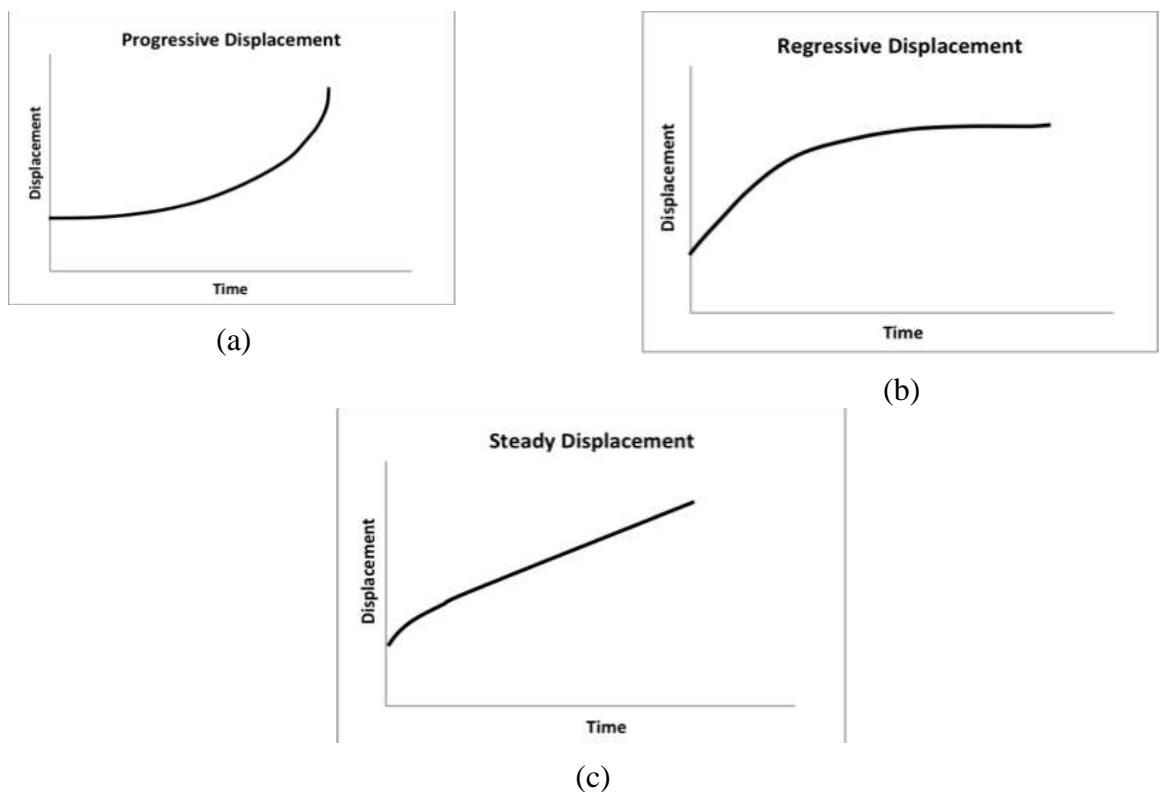 Progressive Displacement
Displacement
Time
(a)
Regressive Displacement
Displacement
Time
(b)
Steady Displacement
Displacement
Time
(c)